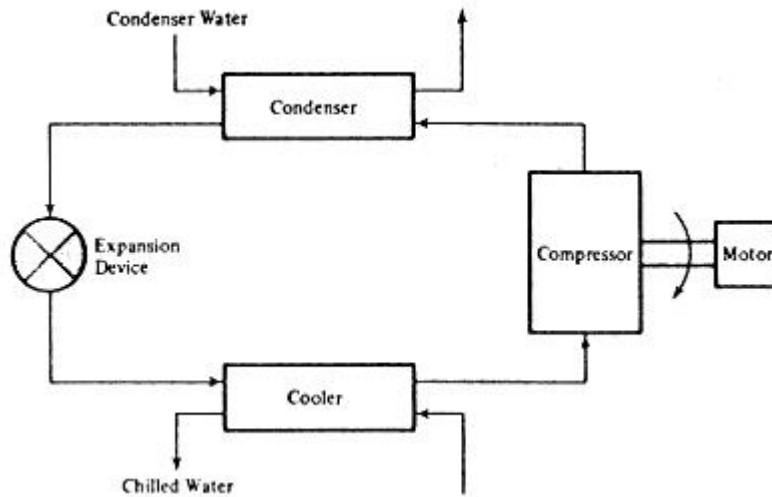 Condenser Water
Condenser
Expansion
Device
Compressor
Motor
Cooler
Chilled Water